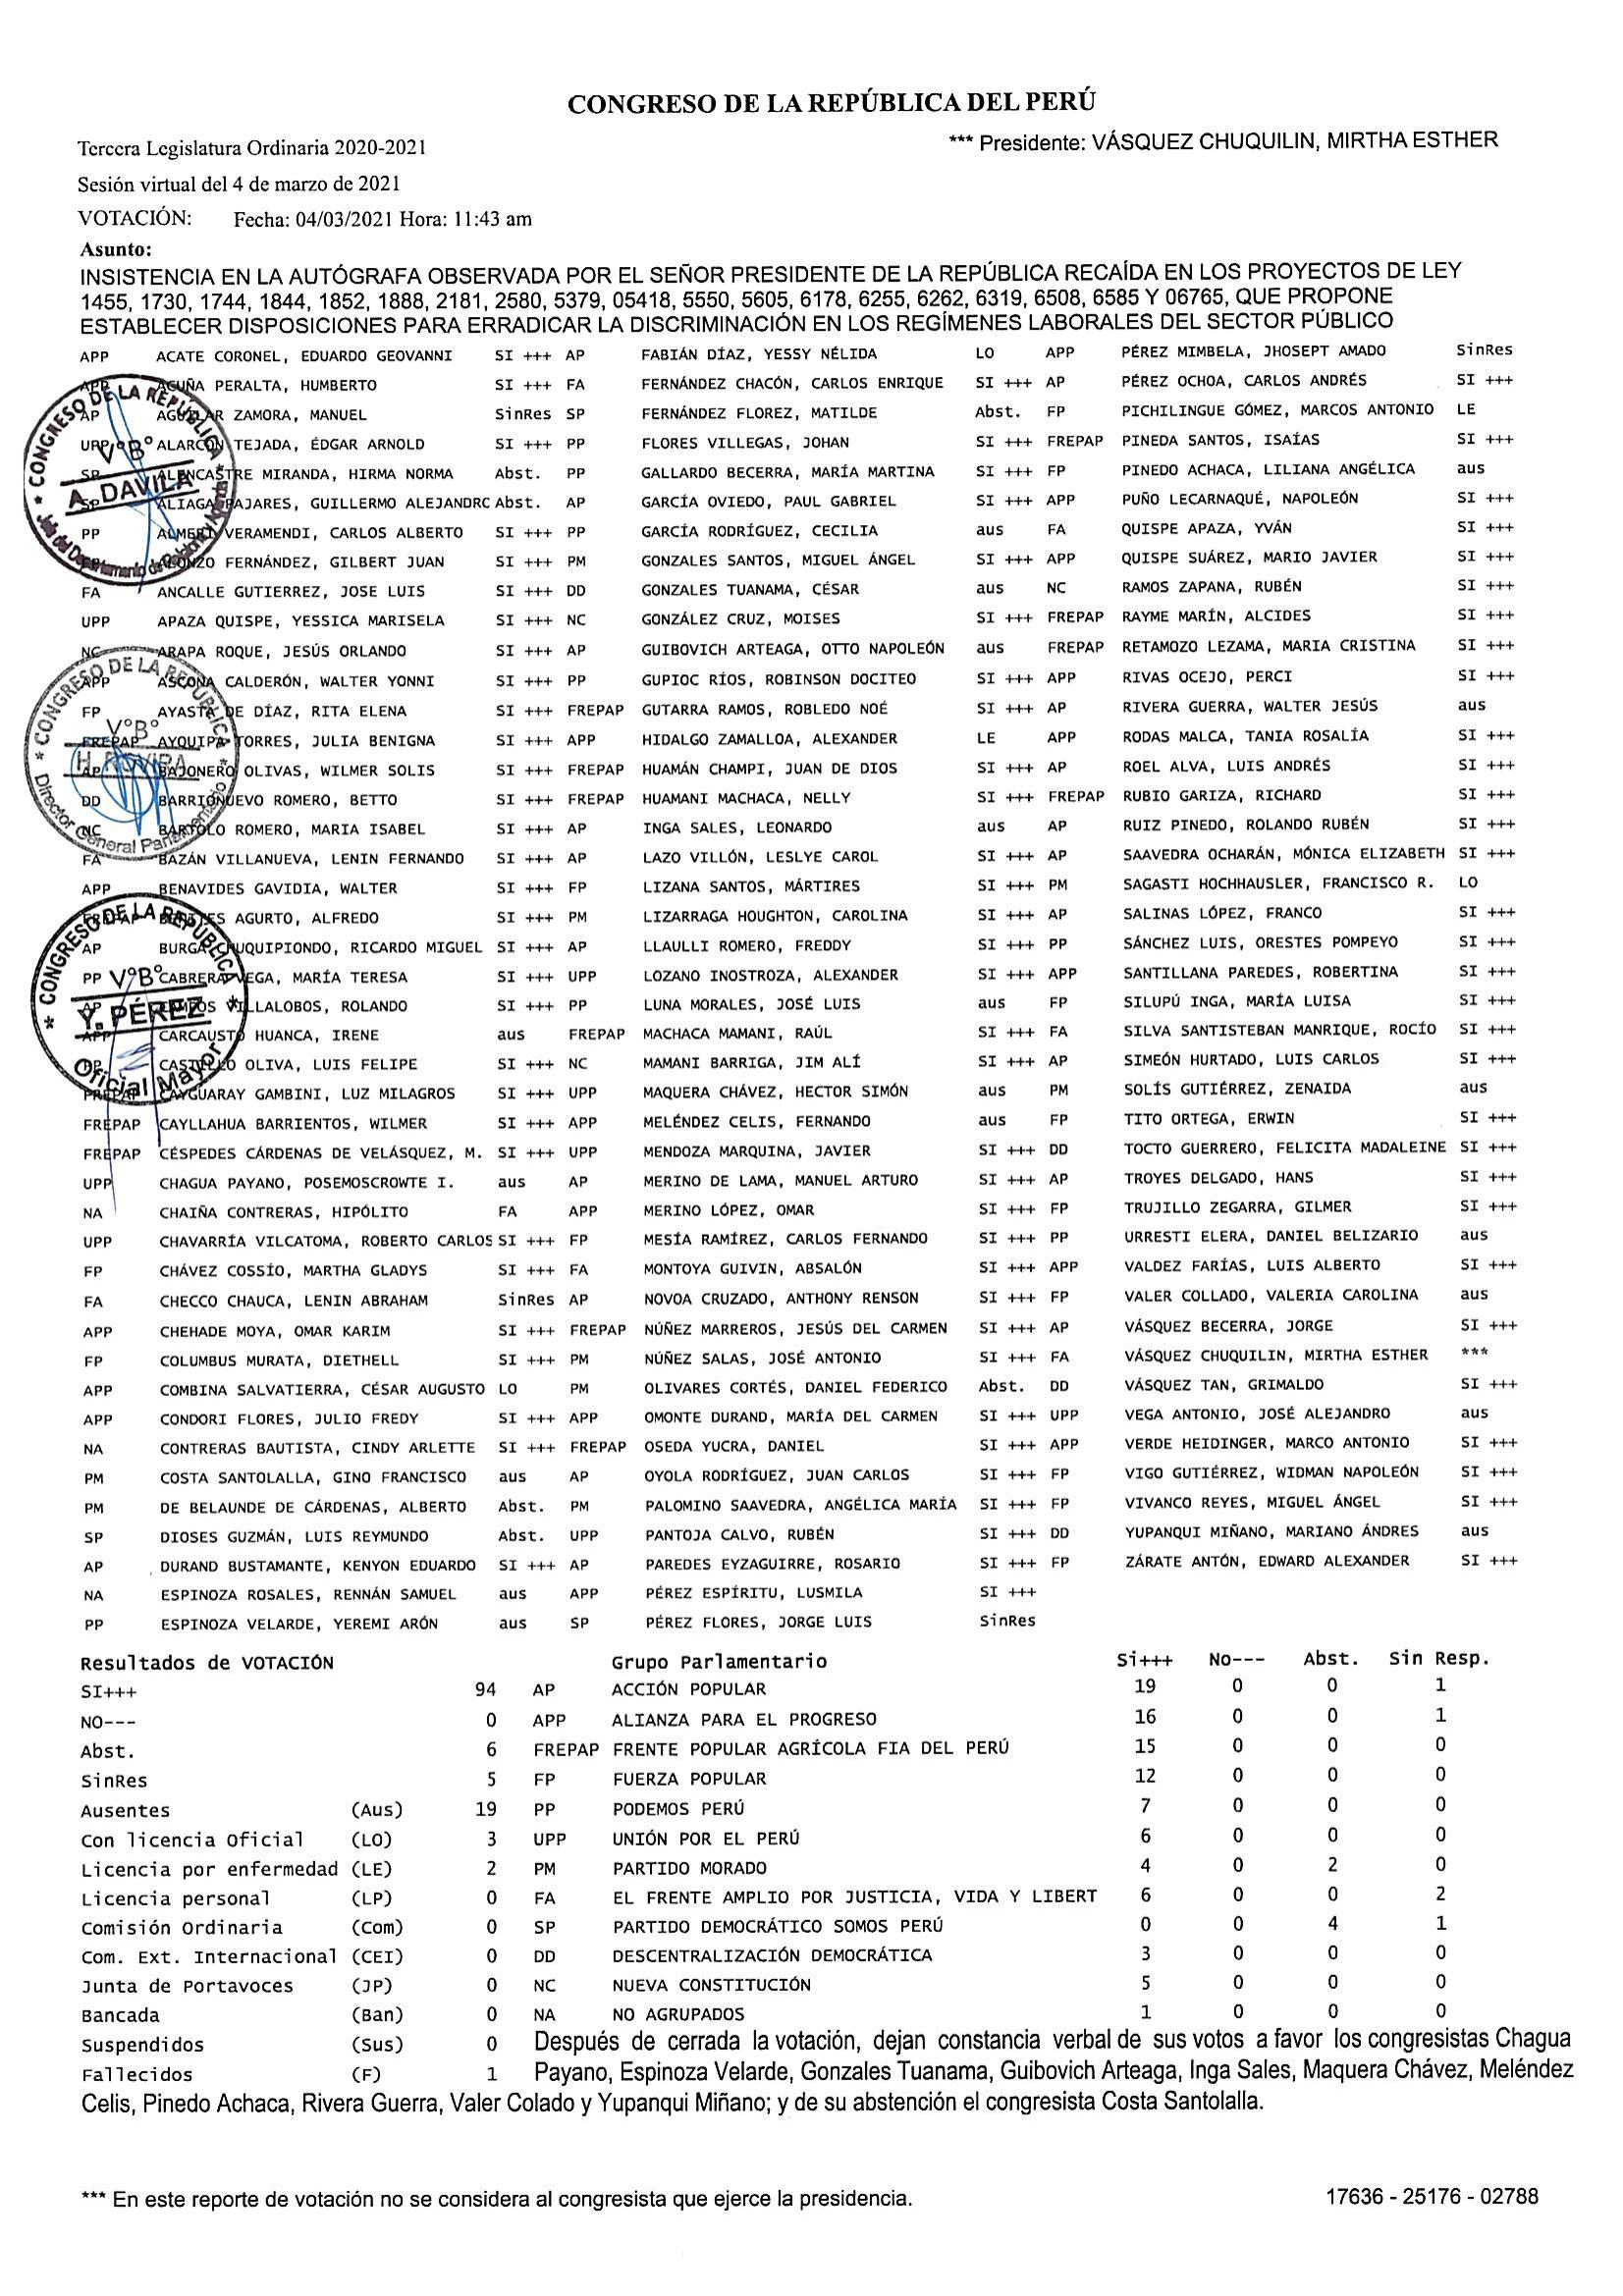 CONGRESO DE LA REPÚBLICA DEL PERÚ
Tercera Legislatura Ordinaria 2020-2021 *** Presidente: VÁSQUEZ CHUQUILIN, MIRTHA ESTHER
Sesión virtual del 4 de marzo de 2021
VOTACIÓN: Fecha: 04/03/2021 Hora: 11:43 am
Asunto:
INSISTENCIA EN LA AUTÓGRAFA OBSERVADA POR EL SEÑOR PRESIDENTE DE LA REPÚBLICA RECAÍDA EN LOS PROYECTOS DE LEY
1455, 1730, 1744, 1844, 1852, 1888, 2181, 2580, 5379, 05418, 5550, 5605, 6178, 6255, 6262, 6319, 6508, 6585 Y 06765, QUE PROPONE
ESTABLECER DISPOSICIONES PARA ERRADICAR LA DISCRIMINACIÓN EN LOS REGÍMENES LABORALES DEL SECTOR PÚBLICO
APP ACATE CORONEL, EDUARDO GEOVANNI SI +++ AP FABIÁN DÍAZ, YESSY NÉLIDA LO APP PÉREZ MIMBELA, JHOSEPT AMADO SinRes
APP ACUÑA PERALTA, HUMBERTO SI +++ FA FERNÁNDEZ CHACÓN, CARLOS ENRIQUE SI +++ AP PÉREZ OCHOA, CARLOS ANDRÉS SI +++
AP AGUILAR ZAMORA, MANUEL SinRes SP FERNÁNDEZ FLOREZ, MATILDE Abst. FP PICHILINGUE GÓMEZ, MARCOS ANTONIO LE
UPP ALARCÓN TEJADA, ÉDGAR ARNOLD SI +++ PP FLORES VILLEGAS, JOHAN SI +++ FREPAP PINEDA SANTOS, ISAÍAS SI +++
SP ALENCASTRE MIRANDA, HIRMA NORMA Abst. PP GALLARDO BECERRA, MARÍA MARTINA SI +++ FP PINEDO ACHACA, LILIANA ANGÉLICA aus
SP ALIAGA PAJARES, GUILLERMO ALEJANDRO Abst. AP GARCÍA OVIEDO, PAUL GABRIEL SI +++ APP PUÑO LECARNAQUÉ, NAPOLEÓN SI +++
PP ALMERÍ VERAMENDI, CARLOS ALBERTO SI +++ PP GARCÍA RODRÍGUEZ, CECILIA aus FA QUISPE APAZA, YVÁN SI +++
ALONZO FERNÁNDEZ, GILBERT JUAN SI +++ PM GONZALES SANTOS, MIGUEL ÁNGEL SI +++ APP QUISPE SUÁREZ, MARIO JAVIER SI +++
FA ANCALLE GUTIERREZ, JOSE LUIS SI +++ DD GONZALES TUANAMA, CÉSAR aus NC RAMOS ZAPANA, RUBÉN SI +++
UPP APAZA QUISPE, YESSICA MARISELA SI +++ NC GONZÁLEZ CRUZ, MOISES SI +++ FREPAP RAYME MARÍN, ALCIDES SI +++
NC ARAPA ROQUE, JESÚS ORLANDO SI +++ AP GUIBOVICH ARTEAGA, OTTO NAPOLEÓN aus FREPAP RETAMOZO LEZAMA, MARIA CRISTINA SI +++
APP ASCONA CALDERÓN, WALTER YONNI SI +++ PP GUPIOC RÍOS, ROBINSON DOCITEO SI +++ APP RIVAS OCEJO, PERCI SI +++
FP AYASTA DE DÍAZ, RITA ELENA SI +++ FREPAP GUTARRA RAMOS, ROBLEDO NOÉ SI +++ AP RIVERA GUERRA, WALTER JESÚS aus
FREPAP AYQUIPA TORRES, JULIA BENIGNA SI +++ APP HIDALGO ZAMALLOA, ALEXANDER LE APP RODAS MALCA, TANIA ROSALÍA SI +++
AP BAJONERO OLIVAS, WILMER SOLIS SI +++ FREPAP HUAMÁN CHAMPI, JUAN DE DIOS SI +++ AP ROEL ALVA, LUIS ANDRÉS SI +++
DD BARRIONUEVO ROMERO, BETTO SI +++ FREPAP HUAMANI MACHACA, NELLY SI +++ FREPAP RUBIO GARIZA, RICHARD SI +++
NC BARTOLO ROMERO, MARIA ISABEL SI +++ AP INGA SALES, LEONARDO aus AP RUIZ PINEDO, ROLANDO RUBÉN SI +++
FA BAZÁN VILLANUEVA, LENIN FERNANDO SI +++ AP LAZO VILLÓN, LESLYE CAROL SI +++ AP SAAVEDRA OCHARÁN, MÓNICA ELIZABETH SI +++
APP BENAVIDES GAVIDIA, WALTER SI +++ FP LIZANA SANTOS, MÁRTIRES SI +++ PM SAGASTI HOCHHAUSLER, FRANCISCO R. LO
FREPAP BENITES AGURTO, ALFREDO SI +++ PM LIZARRAGA HOUGHTON, CAROLINA SI +++ AP SALINAS LÓPEZ, FRANCO SI +++
AP BURGA CHUQUIPIONDO, RICARDO MIGUEL SI +++ AP LLAULLI ROMERO, FREDDY SI +++ PP SÁNCHEZ LUIS, ORESTES POMPEYO SI +++
PP CABRERA VEGA, MARÍA TERESA SI +++ UPP LOZANO INOSTROZA, ALEXANDER SI +++ APP SANTILLANA PAREDES, ROBERTINA SI +++
AP CAMPOS VILLALOBOS, ROLANDO SI +++ PP LUNA MORALES, JOSÉ LUIS aus FP SILUPÚ INGA, MARÍA LUISA SI +++
APP CARCAUSTO HUANCA, IRENE aus FREPAP MACHACA MAMANI, RAÚL SI +++ FA SILVA SANTISTEBAN MANRIQUE, ROCÍO SI +++
PP CASTILLO OLIVA, LUIS FELIPE SI +++ NC MAMANI BARRIGA, JIM ALÍ SI +++ AP SIMEÓN HURTADO, LUIS CARLOS SI +++
FREPAP CAYGUARAY GAMBINI, LUZ MILAGROS SI +++ UPP MAQUERA CHÁVEZ, HECTOR SIMÓN aus PM SOLÍS GUTIÉRREZ, ZENAIDA aus
FREPAP CAYLLAHUA BARRIENTOS, WILMER SI +++ APP MELÉNDEZ CELIS, FERNANDO aus FP TITO ORTEGA, ERWIN SI +++
FREPAP CÉSPEDES CÁRDENAS DE VELÁSQUEZ, M. SI +++ UPP MENDOZA MARQUINA, JAVIER SI +++ DD TOCTO GUERRERO, FELICITA MADALEINE SI +++
UPP CHAGUA PAYANO, POSEMOSCROWTE I. aus AP MERINO DE LAMA, MANUEL ARTURO SI +++ AP TROYES DELGADO, HANS SI +++
NA CHAIÑA CONTRERAS, HIPÓLITO FA APP MERINO LÓPEZ, OMAR SI +++ FP TRUJILLO ZEGARRA, GILMER SI +++
UPP CHAVARRÍA VILCATOMA, ROBERTO CARLOS SI +++ FP MESÍA RAMÍREZ, CARLOS FERNANDO SI +++ PP URRESTI ELERA, DANIEL BELIZARIO aus
FP CHÁVEZ COSSÍO, MARTHA GLADYS SI +++ FA MONTOYA GUIVIN, ABSALÓN SI +++ APP VALDEZ FARÍAS, LUIS ALBERTO SI +++
FA CHECCO CHAUCA, LENIN ABRAHAM SinRes AP NOVOA CRUZADO, ANTHONY RENSON SI +++ FP VALER COLLADO, VALERIA CAROLINA aus
APP CHEHADE MOYA, OMAR KARIM SI +++ FREPAP NÚÑEZ MARREROS, JESÚS DEL CARMEN SI +++ AP VÁSQUEZ BECERRA, JORGE SI +++
FP COLUMBUS MURATA, DIETHELL SI +++ PM NÚÑEZ SALAS, JOSÉ ANTONIO SI +++ FA VÁSQUEZ CHUQUILIN, MIRTHA ESTHER ***
APP COMBINA SALVATIERRA, CÉSAR AUGUSTO LO PM OLIVARES CORTÉS, DANIEL FEDERICO Abst. DD VÁSQUEZ TAN, GRIMALDO SI +++
APP CONDORI FLORES, JULIO FREDY SI +++ APP OMONTE DURAND, MARÍA DEL CARMEN SI +++ UPP VEGA ANTONIO, JOSÉ ALEJANDRO aus
NA CONTRERAS BAUTISTA, CINDY ARLETTE SI +++ FREPAP OSEDA YUCRA, DANIEL SI +++ APP VERDE HEIDINGER, MARCO ANTONIO SI +++
PM COSTA SANTOLALLA, GINO FRANCISCO aus AP OYOLA RODRÍGUEZ, JUAN CARLOS SI +++ FP VIGO GUTIÉRREZ, WIDMAN NAPOLEÓN SI +++
PM DE BELAUNDE DE CÁRDENAS, ALBERTO Abst. PM PALOMINO SAAVEDRA, ANGÉLICA MARÍA SI +++ FP VIVANCO REYES, MIGUEL ÁNGEL SI +++
SP DIOSES GUZMÁN, LUIS REYMUNDO Abst. UPP PANTOJA CALVO, RUBÉN SI +++ DD YUPANQUI MIÑANO, MARIANO ÁNDRES aus
AP DURAND BUSTAMANTE, KENYON EDUARDO SI +++ AP PAREDES EYZAGUIRRE, ROSARIO SI +++ FP ZÁRATE ANTÓN, EDWARD ALEXANDER SI +++
NA ESPINOZA ROSALES, RENNÁN SAMUEL aus APP PÉREZ ESPÍRITU, LUSMILA SI +++
PP ESPINOZA VELARDE, YEREMI ARÓN aus SP PÉREZ FLORES, JORGE LUIS SinRes
CONGRESO DE LA REPÚBLICA
V°B°
A. DAVILA
CONGRESO DE LA REPÚBLICA
V°B°
H. ROVIRA
Director General Parlamentario
CONGRESO DE LA REPÚBLICA
V°B°
Y. PÉREZ
Oficial Mayor
Resultados de VOTACIÓN Grupo Parlamentario Si+++ No--- Abst. Sin Resp.
SI+++ 94 AP ACCIÓN POPULAR 19 0 0 1
NO--- 0 APP ALIANZA PARA EL PROGRESO 16 0 0 1
Abst. 6 FREPAP FRENTE POPULAR AGRÍCOLA FIA DEL PERÚ 15 0 0 0
SinRes 5 FP FUERZA POPULAR 12 0 0 0
Ausentes (Aus) 19 PP PODEMOS PERÚ 7 0 0 0
Con licencia Oficial (LO) 3 UPP UNIÓN POR EL PERÚ 6 0 0 0
Licencia por enfermedad (LE) 2 PM PARTIDO MORADO 4 0 2 0
Licencia personal (LP) 0 FA EL FRENTE AMPLIO POR JUSTICIA, VIDA Y LIBERT 6 0 0 2
Comisión Ordinaria (Com) 0 SP PARTIDO DEMOCRÁTICO SOMOS PERÚ 0 0 4 1
Com. Ext. Internacional (CEI) 0 DD DESCENTRALIZACIÓN DEMOCRÁTICA 3 0 0 0
Junta de Portavoces (JP) 0 NC NUEVA CONSTITUCIÓN 5 0 0 0
Bancada (Ban) 0 NA NO AGRUPADOS 1 0 0 0
Suspendidos (Sus) 0 Después de cerrada la votación, dejan constancia verbal de sus votos a favor los congresistas Chagua
Fallecidos (F) 1 Payano, Espinoza Velarde, Gonzales Tuanama, Guibovich Arteaga, Inga Sales, Maquera Chávez, Meléndez
Celis, Pinedo Achaca, Rivera Guerra, Valer Colado y Yupanqui Miñano; y de su abstención el congresista Costa Santolalla.
*** En este reporte de votación no se considera al congresista que ejerce la presidencia. 17636 - 25176 - 02788